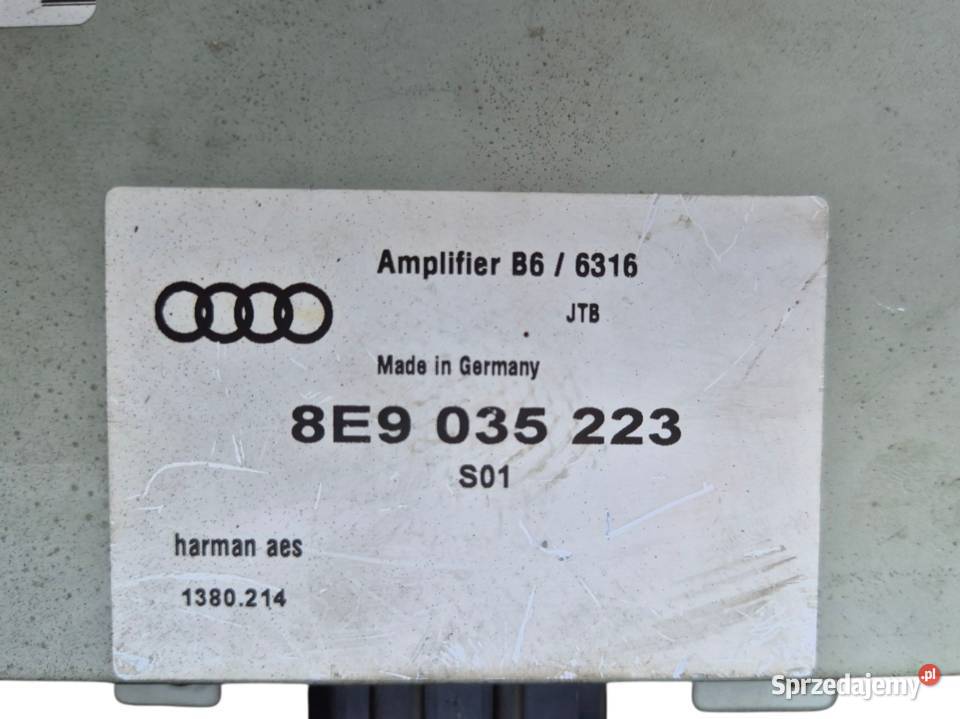 Amplifier B6 / 6316
JTB
Made in Germany
8E9 035 223
S01
harman aes
1380.214
Sprzedajemy.pl